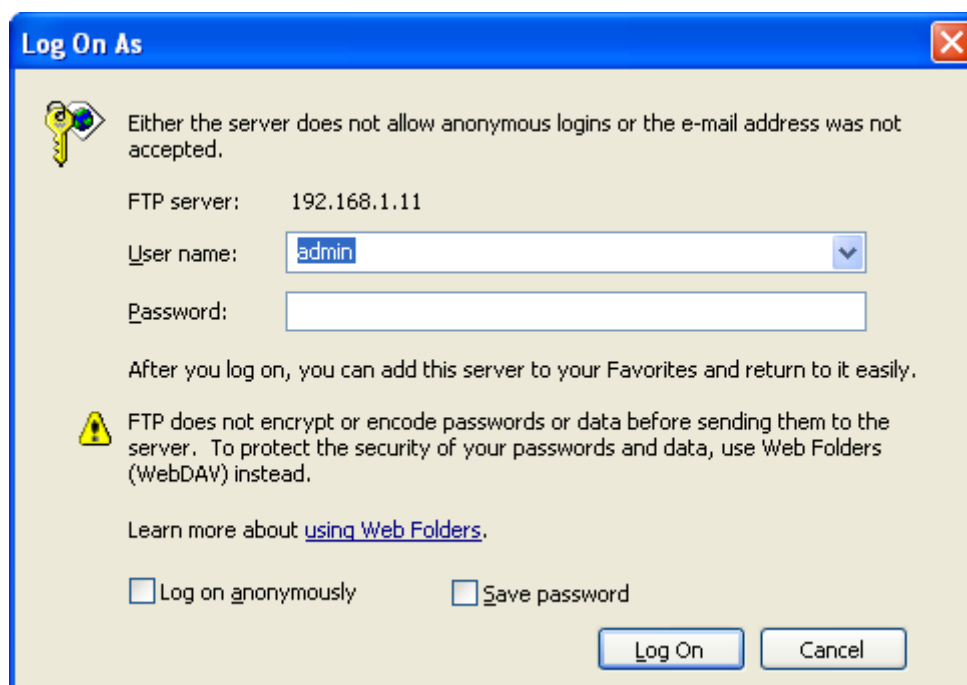 Log On As
Either the server does not allow anonymous logins or the e-mail address was not
accepted.
FTP server: 192.168.1.11
User name: admin
Password:
After you log on, you can add this server to your Favorites and return to it easily.
FTP does not encrypt or encode passwords or data before sending them to the
server. To protect the security of your passwords and data, use Web Folders
(WebDAV) instead.
Learn more about using Web Folders.
Log on anonymously Save password
Log On Cancel